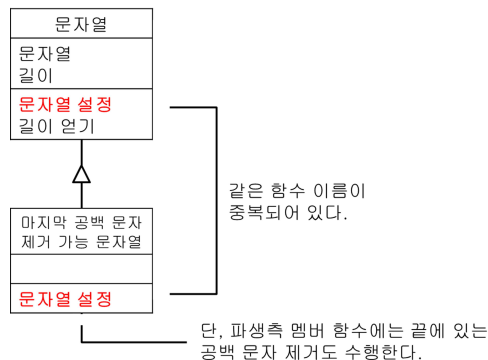 문자열
문자열
길이
문자열 설정
길이 얻기
같은 함수 이름이
중복되어 있다.
마지막 공백 문자
제거 가능 문자열
문자열 설정
단, 파생측 멤버 함수에는 끝에 있는
공백 문자 제거도 수행한다.